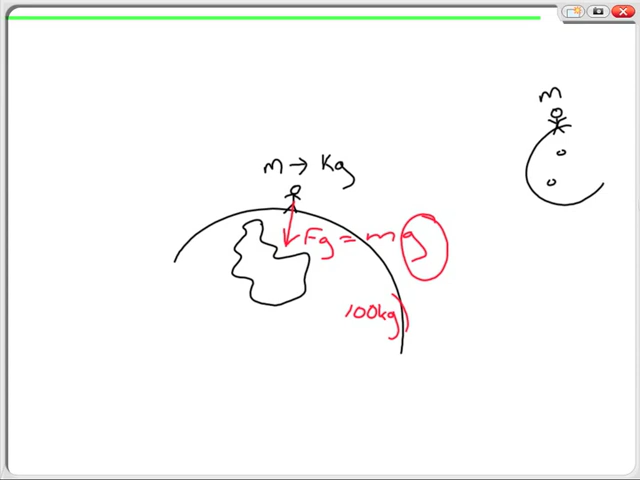 m
m → Kg
Fg = mg
100kg)